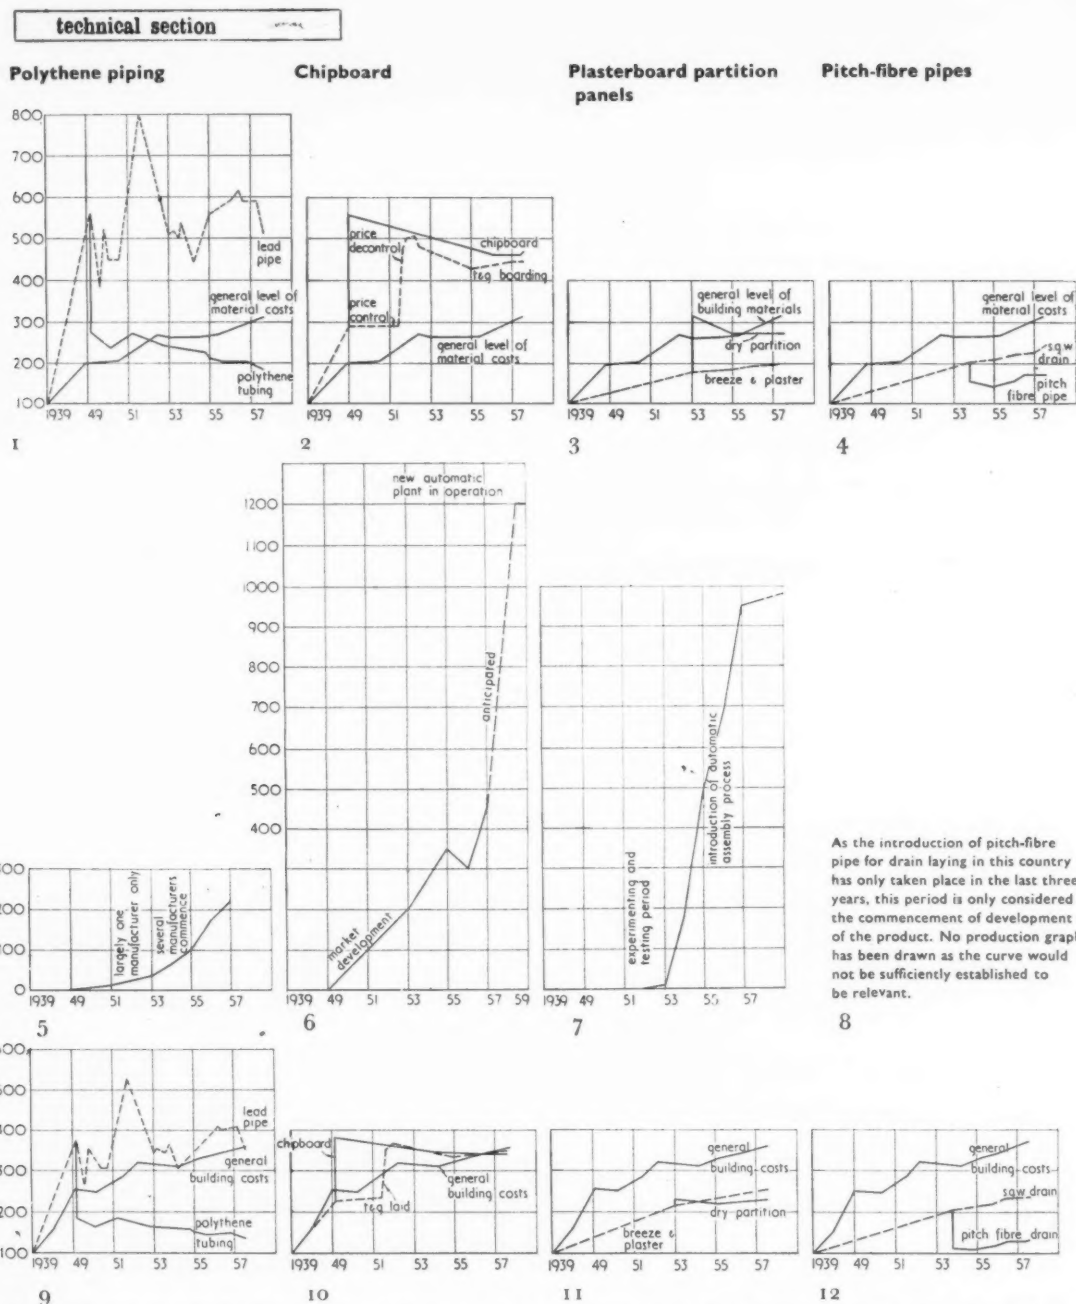 technical section
Polythene piping
Chipboard
Plasterboard partition
panels
Pitch-fibre pipes
800
700
600
500
400
300
200
100
lead
pipe
general level of
material costs
polythene
tubing
1939 49 51 53 55 57
1
price
decontrol
chipboard
t&g boarding
price
control
general level of
material costs
1939 49 51 53 55 57
2
general level of
building materials
dry partition
breeze & plaster
1939 49 51 53 55 57
3
general level of
material costs
s.g.w
drain
pitch
fibre pipe
1939 49 51 53 55 57
4
300
200
100
0
largely one
manufacturer only
several
manufacturers
commence
1939 49 51 53 55 57
5
1200
1100
1000
900
800
700
600
500
400
new automatic
plant in operation
anticipated
market
development
1939 49 51 53 55 57 59
6
experimenting and
testing period
introduction of automatic
assembly process
1939 49 51 53 55 57
7
As the introduction of pitch-fibre
pipe for drain laying in this country
has only taken place in the last three
years, this period is only considered
the commencement of development
of the product. No production graph
has been drawn as the curve would
not be sufficiently established to
be relevant.
8
600
500
400
300
200
100
lead
pipe
general
building costs
polythene
tubing
1939 49 51 53 55 57
9
chipboard
general
building costs
t&g laid
1939 49 51 53 55 57
10
general
building costs
dry partition
breeze &
plaster
1939 49 51 53 55 57
11
general
building costs
s.g.w drain
pitch fibre drain
1939 49 51 53 55 57
12